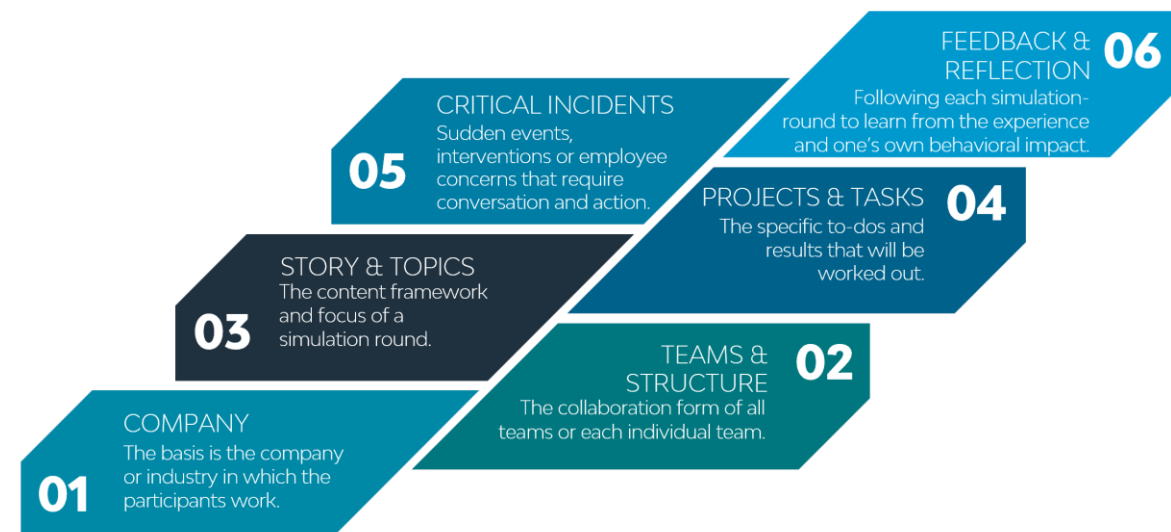 01
COMPANY
The basis is the company
or industry in which the
participants work.
02
TEAMS &
STRUCTURE
The collaboration form of all
teams or each individual team.
03
STORY & TOPICS
The content framework
and focus of a
simulation round.
04
PROJECTS & TASKS
The specific to-dos and
results that will be
worked out.
05
CRITICAL INCIDENTS
Sudden events,
interventions or employee
concerns that require
conversation and action.
06
FEEDBACK &
REFLECTION
Following each simulation-
round to learn from the experience
and one's own behavioral impact.